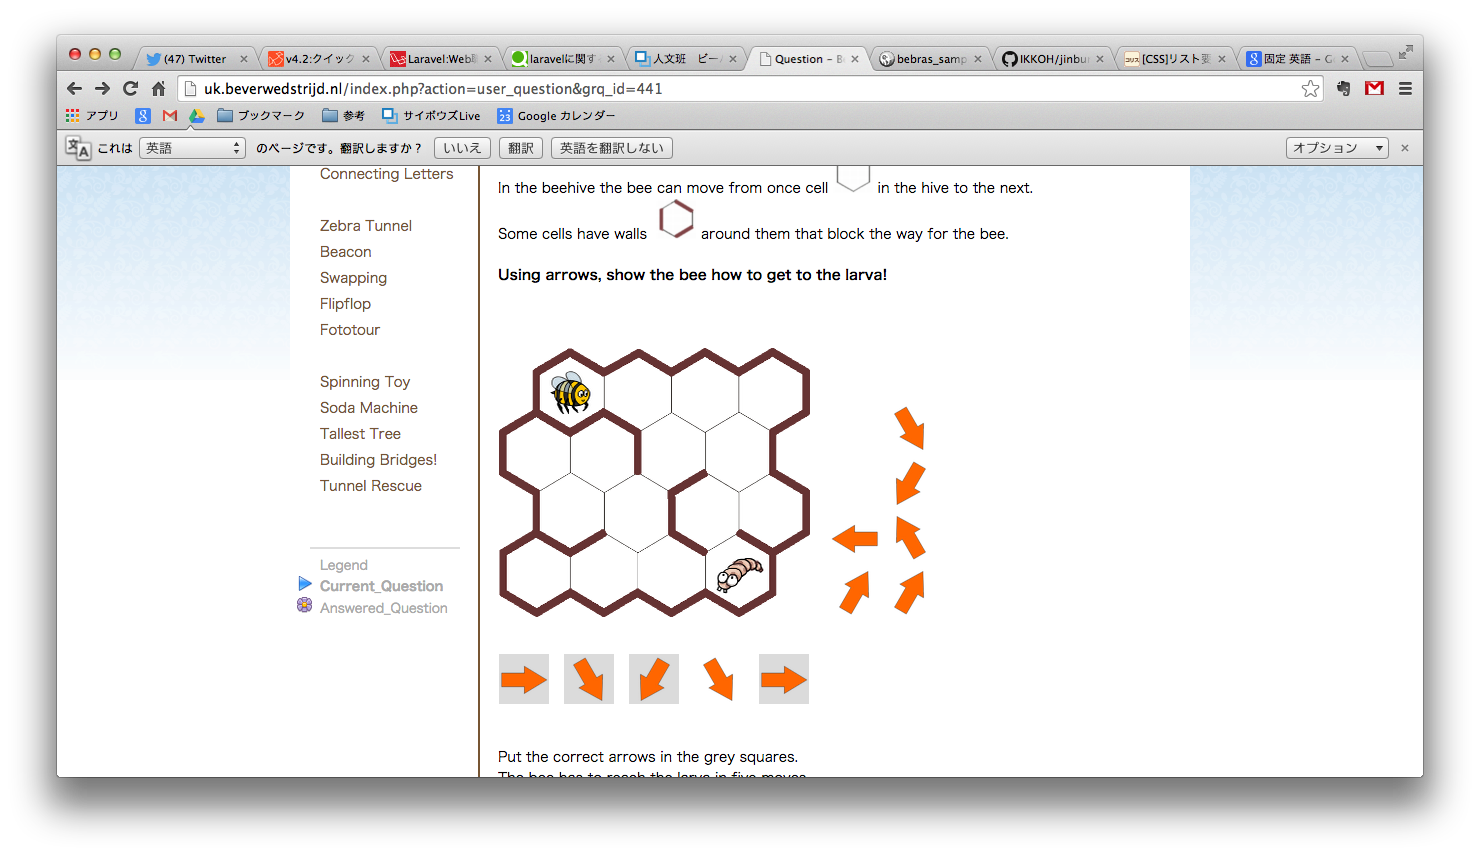 (47) Twitter
v4.2:クイック
Laravel:Web職
laravelに関す
人文班 ビー
Question – B
bebras_samp
IKKOH/jinbu
[CSS]リスト要
固定 英語 – G
uk.beverwedstrijd.nl/index.php?action=user_question&grq_id=441
アプリ
ブックマーク
参考
サイボウズLive
23
Google カレンダー
これは
英語
のページです。翻訳しますか？
いいえ
翻訳
英語を翻訳しない
オプション
Connecting Letters
Zebra Tunnel
Beacon
Swapping
Flipflop
Fototour
Spinning Toy
Soda Machine
Tallest Tree
Building Bridges!
Tunnel Rescue
Legend
Current_Question
Answered_Question
In the beehive the bee can move from once cell in the hive to the next.
Some cells have walls around them that block the way for the bee.
Using arrows, show the bee how to get to the larva!
Put the correct arrows in the grey squares.
The bee has to reach the larva in five moves